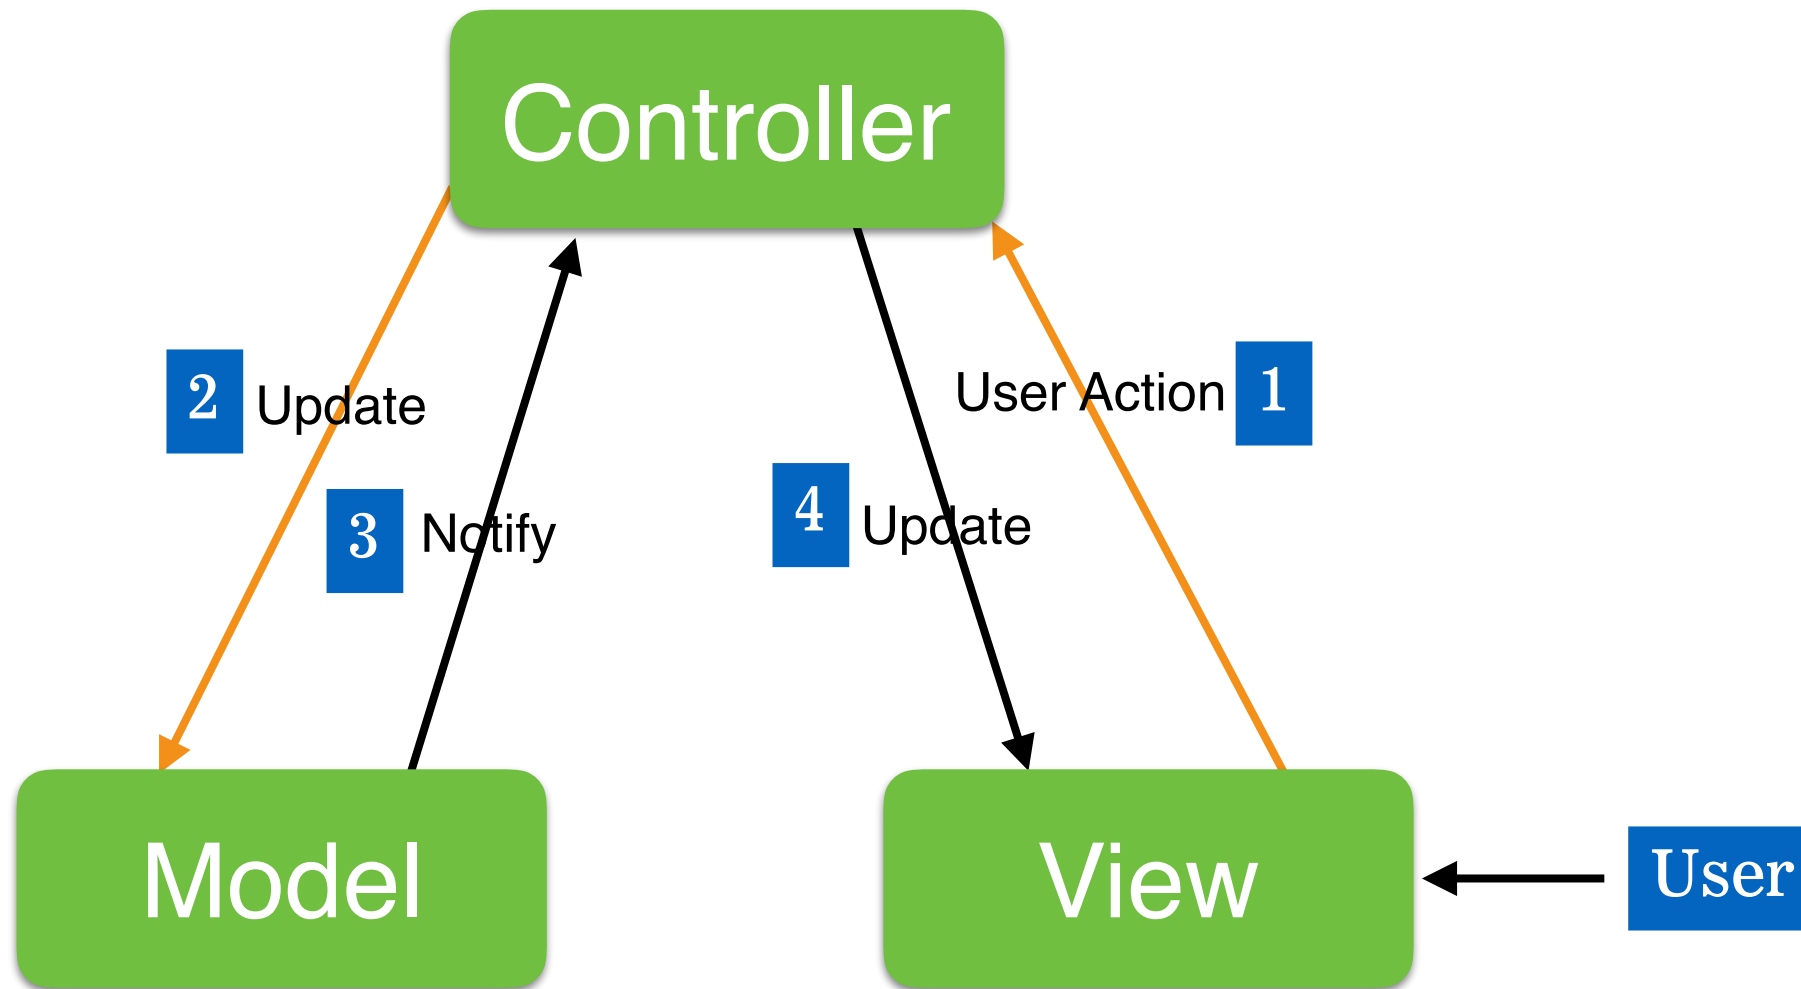 Controller
2 Update
User Action 1
3 Notify
4 Update
Model
View
User